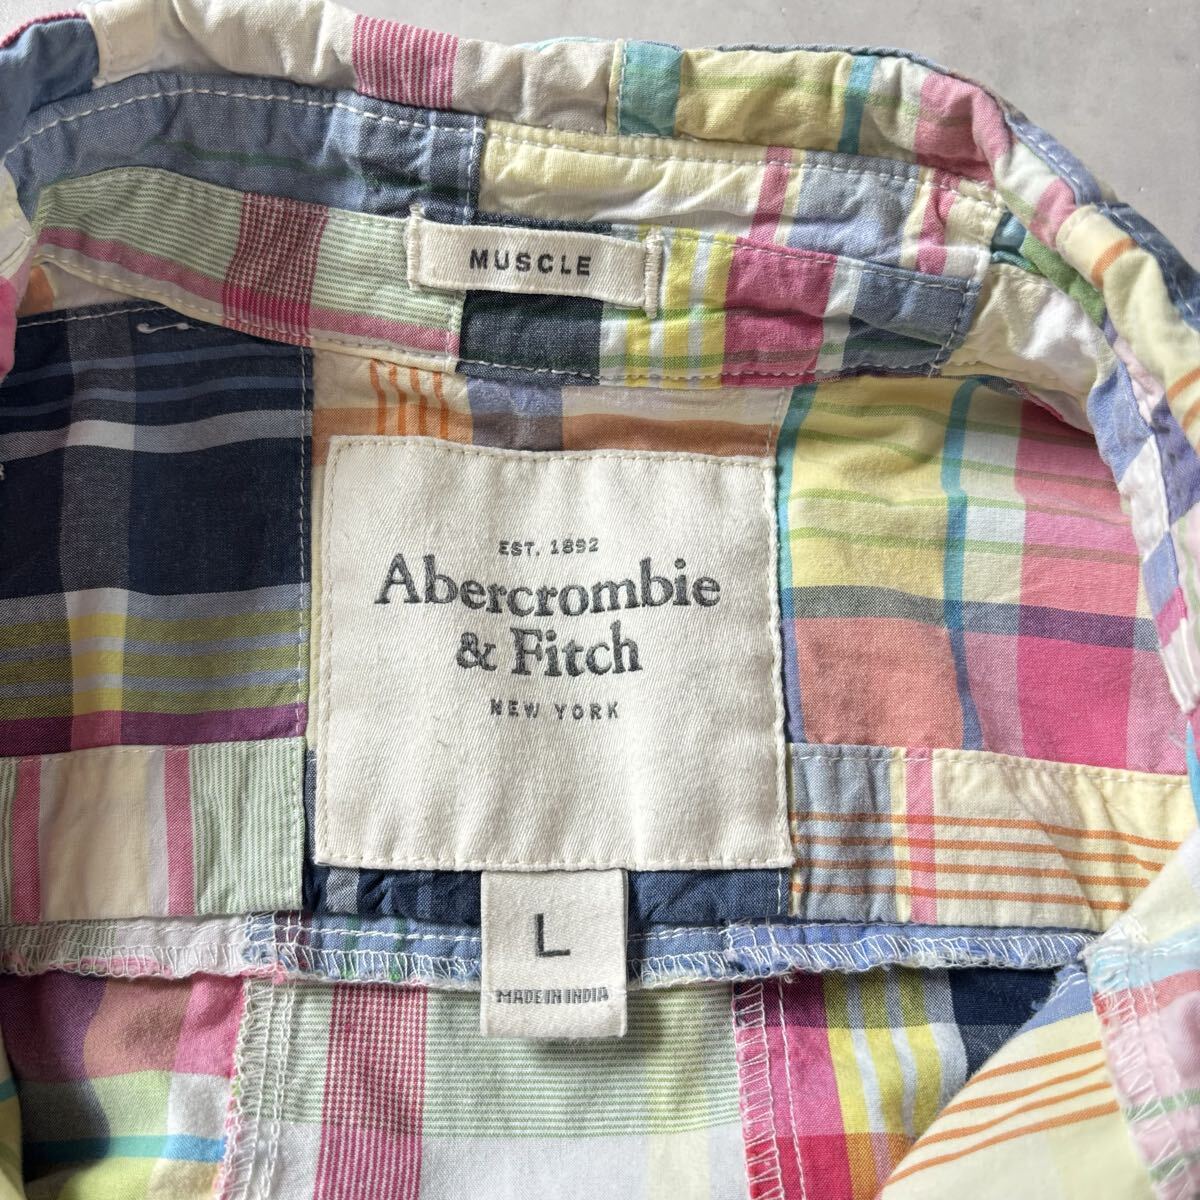 MUSCLE
EST. 1892
Abercrombie
& Fitch
NEW YORK
L
MADE IN INDIA